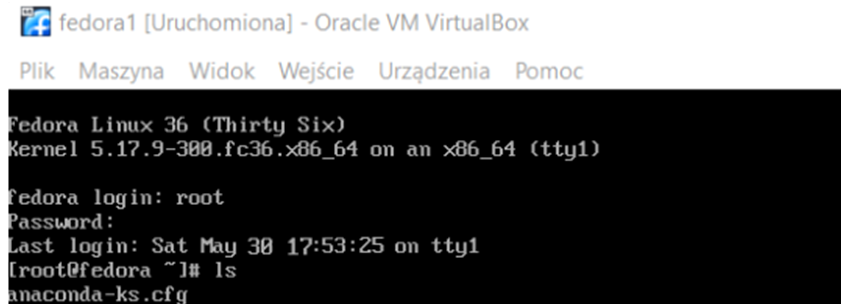 fedora1 [Uruchomiona] - Oracle VM VirtualBox
Plik Maszyna Widok Wejście Urządzenia Pomoc
Fedora Linux 36 (Thirty Six)
Kernel 5.17.9-300.fc36.x86_64 on an x86_64 (tty1)
fedora login: root
Password:
Last login: Sat May 30 17:53:25 on tty1
[root@fedora ~]# ls
anaconda-ks.cfg